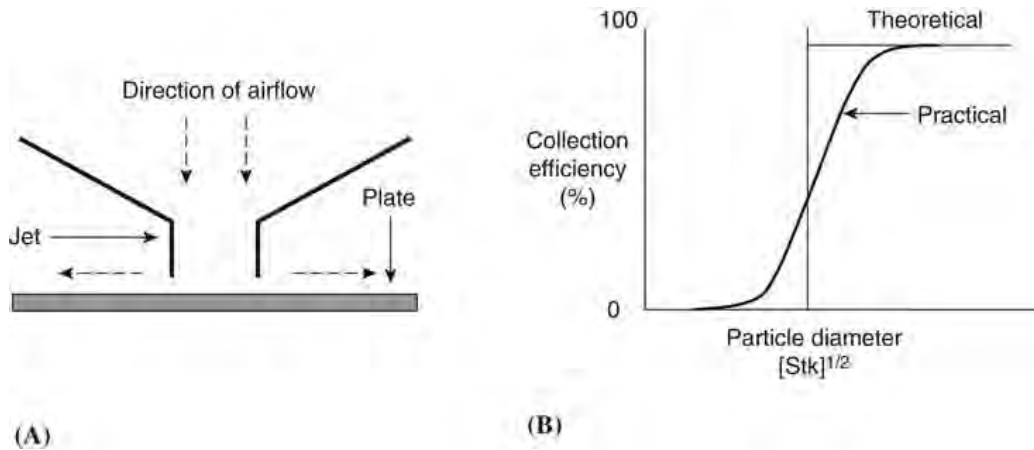 Direction of airflow
Plate
Jet
(A)
100
Theoretical
Practical
Collection
efficiency
(%)
0
Particle diameter
[Stk]1/2
(B)